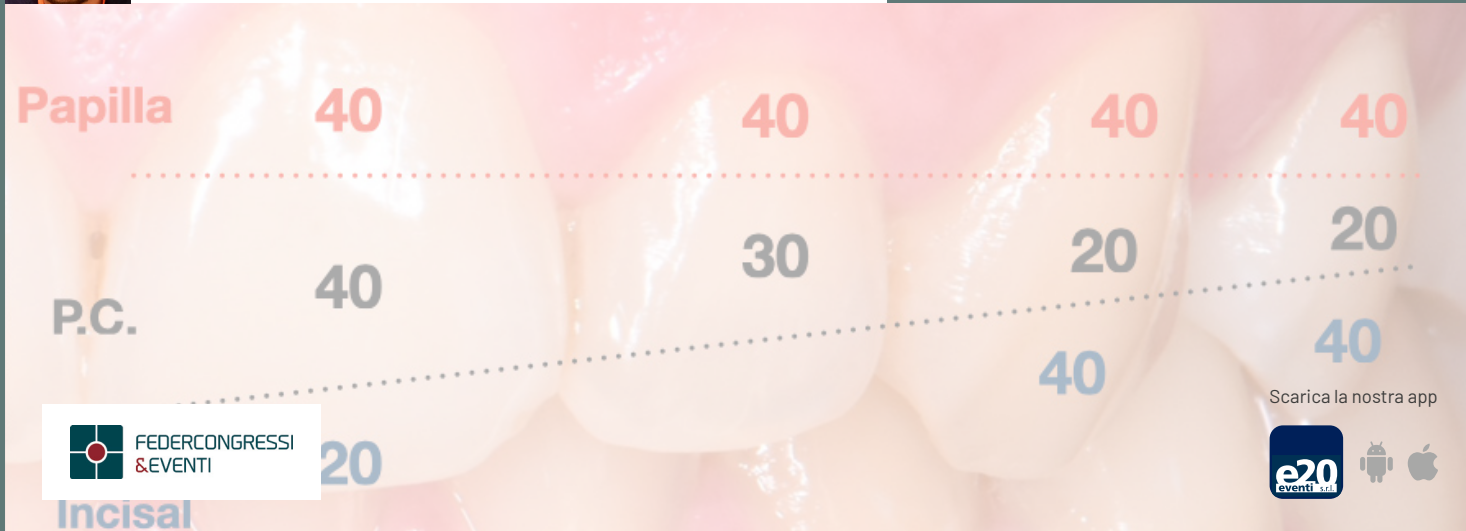 Papilla 40 40 40 40
P.C. 40 30 20 20
20 40 40
Incisal
Scarica la nostra app
FEDERCONGRESSI
&EVENTI
e20
eventi s.r.l.